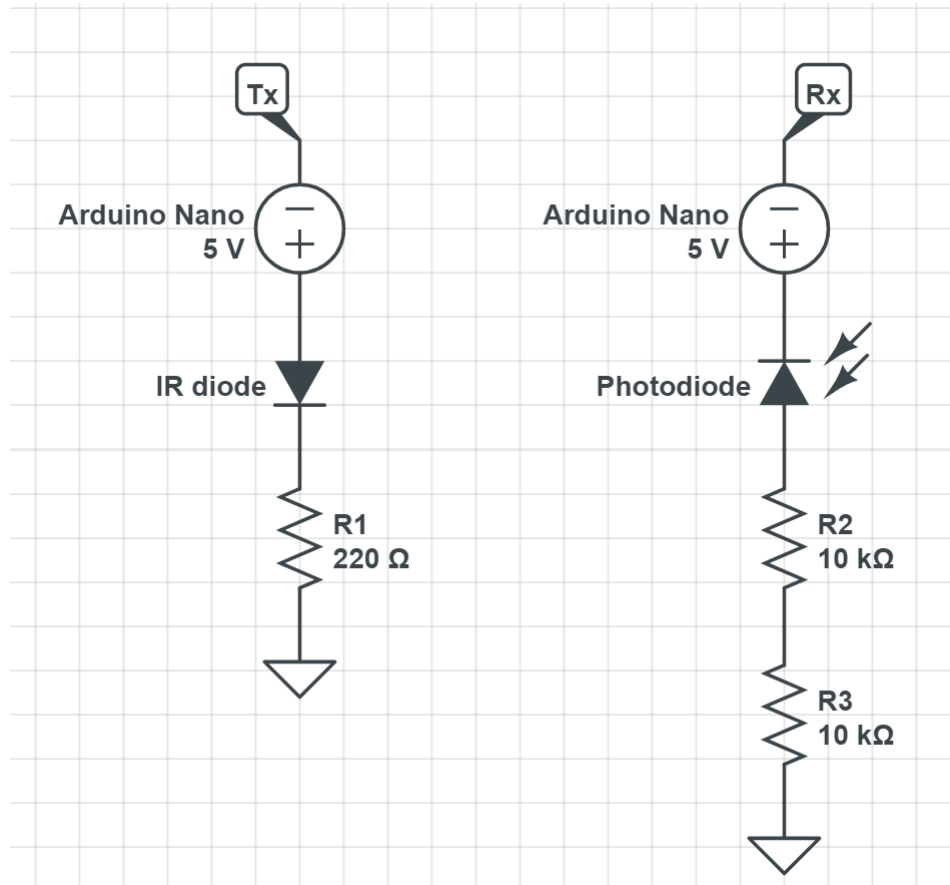 Tx
Arduino Nano
5 V
IR diode
R1
220 Ω
Rx
Arduino Nano
5 V
Photodiode
R2
10 kΩ
R3
10 kΩ